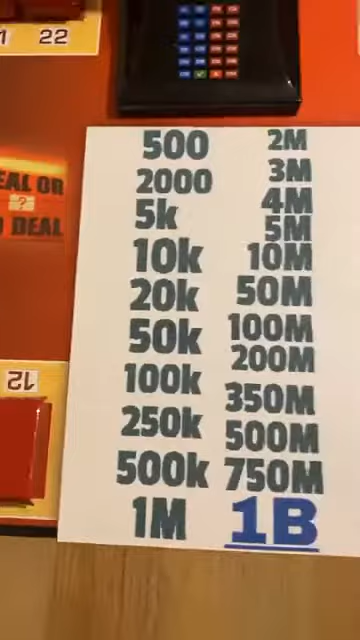 22
EAL OR
?
DEAL
12
500 2M
2000 3M
5k 4M
5M
10k 10M
20k 50M
50k 100M
200M
100k 350M
250k 500M
500k 750M
1M 1B